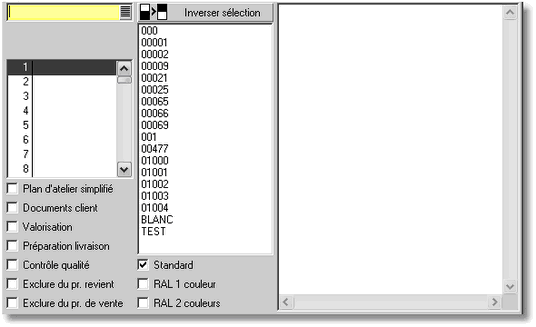 Inverser sélection
000
00001
00002
00009
00021
00025
00065
00066
00069
001
00477
01000
01001
01002
01003
01004
BLANC
TEST
1
2
3
4
5
6
7
8
Plan d'atelier simplifié
Documents client
Valorisation
Préparation livraison
Contrôle qualité
Exclure du pr. revient
Exclure du pr. de vente
Standard
RAL 1 couleur
RAL 2 couleurs